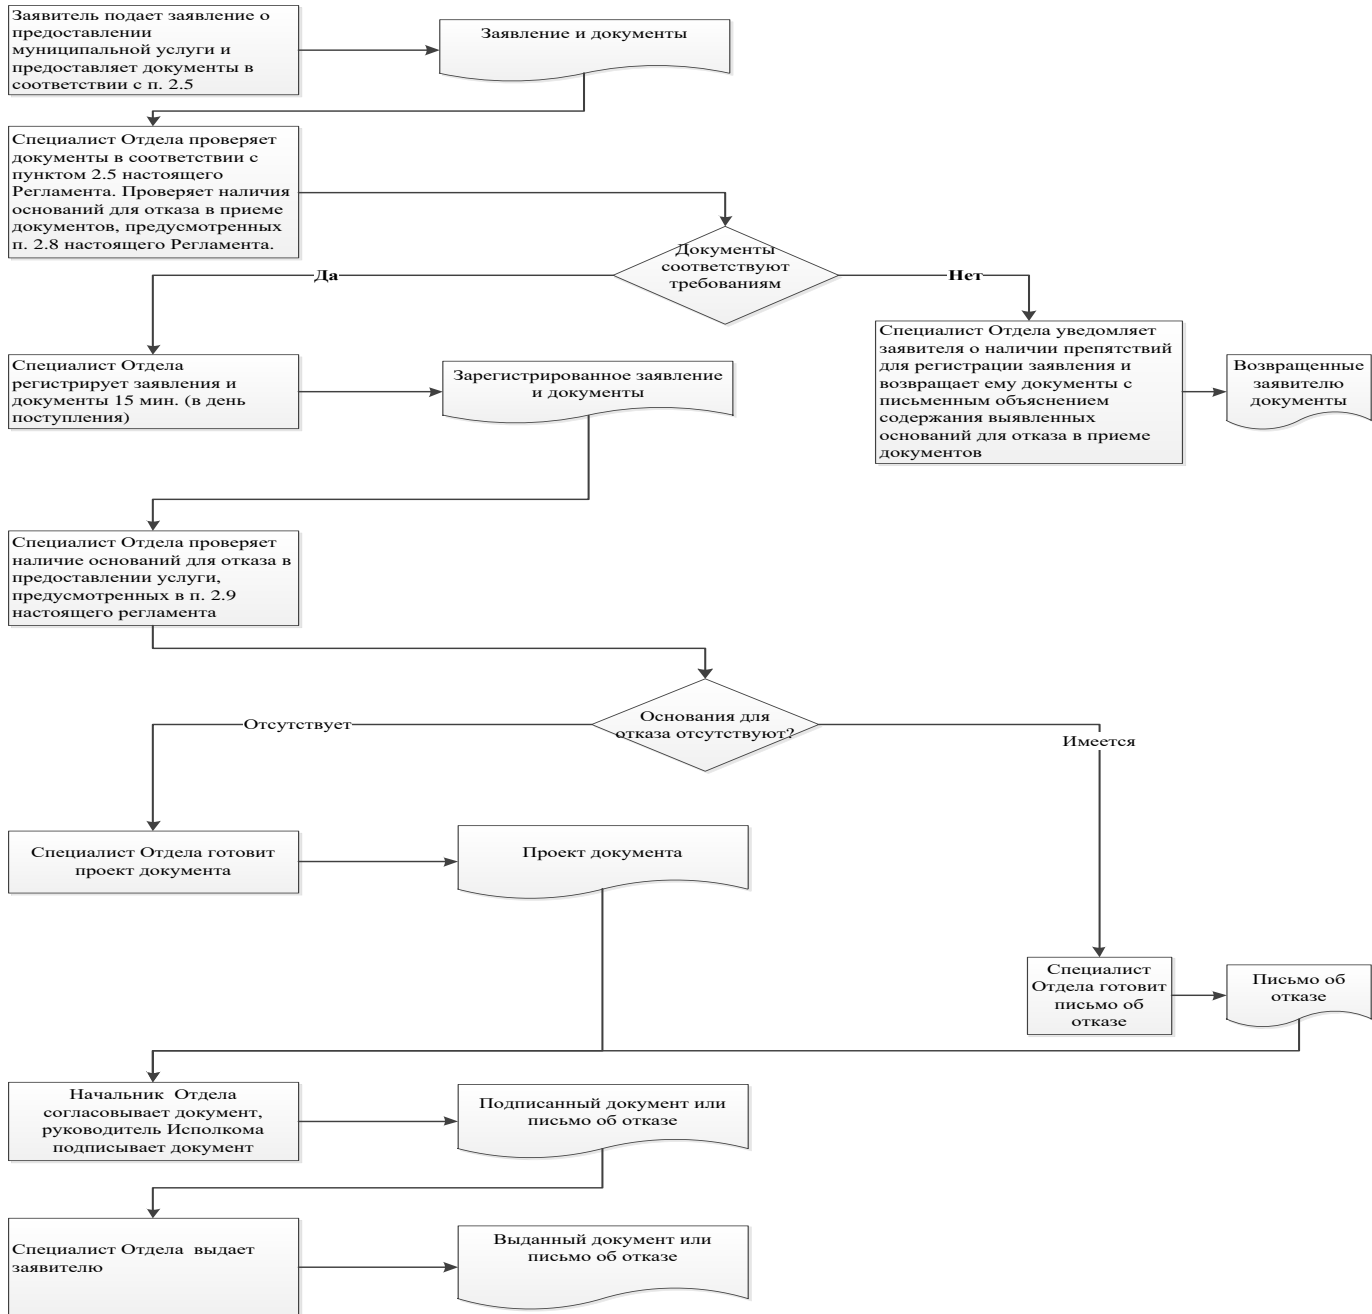 Заявитель подает заявление о
предоставлении
муниципальной услуги и
предоставляет документы в
соответствии с п. 2.5
Заявление и документы
Специалист Отдела проверяет
документы в соответствии с
пунктом 2.5 настоящего
Регламента. Проверяет наличия
оснований для отказа в приеме
документов, предусмотренных
п. 2.8 настоящего Регламента.
Документы
соответствуют
требованиям
Да
Нет
Специалист Отдела
регистрирует заявления и
документы 15 мин. (в день
поступления)
Зарегистрированное заявление
и документы
Специалист Отдела уведомляет
заявителя о наличии препятствий
для регистрации заявления и
возвращает ему документы с
письменным объяснением
содержания выявленных
оснований для отказа в приеме
документов
Возвращенные
заявителю
документы
Специалист Отдела проверяет
наличие оснований для отказа в
предоставлении услуги,
предусмотренных в п. 2.9
настоящего регламента
Основания для
отказа отсутствуют?
Отсутствует
Имеется
Специалист Отдела готовит
проект документа
Проект документа
Специалист
Отдела готовит
письмо об
отказе
Письмо об
отказе
Начальник Отдела
согласовывает документ,
руководитель Исполкома
подписывает документ
Подписанный документ или
письмо об отказе
Специалист Отдела выдает
заявителю
Выданный документ или
письмо об отказе